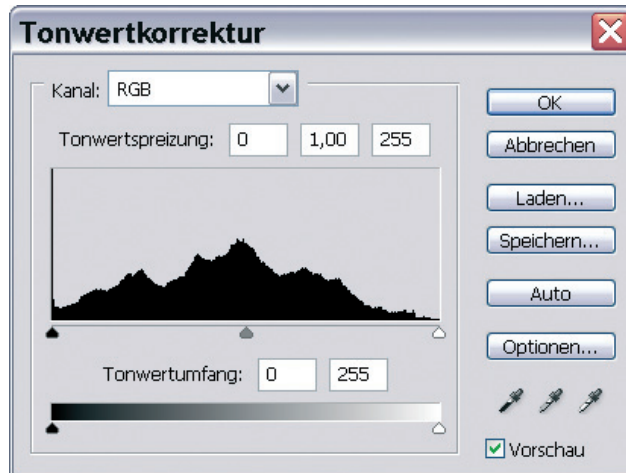 Tonwertkorrektur
Kanal: RGB
Tonwertspreizung: 0 1,00 255
Tonwertumfang: 0 255
OK
Abbrechen
Laden...
Speichern...
Auto
Optionen...
Vorschau